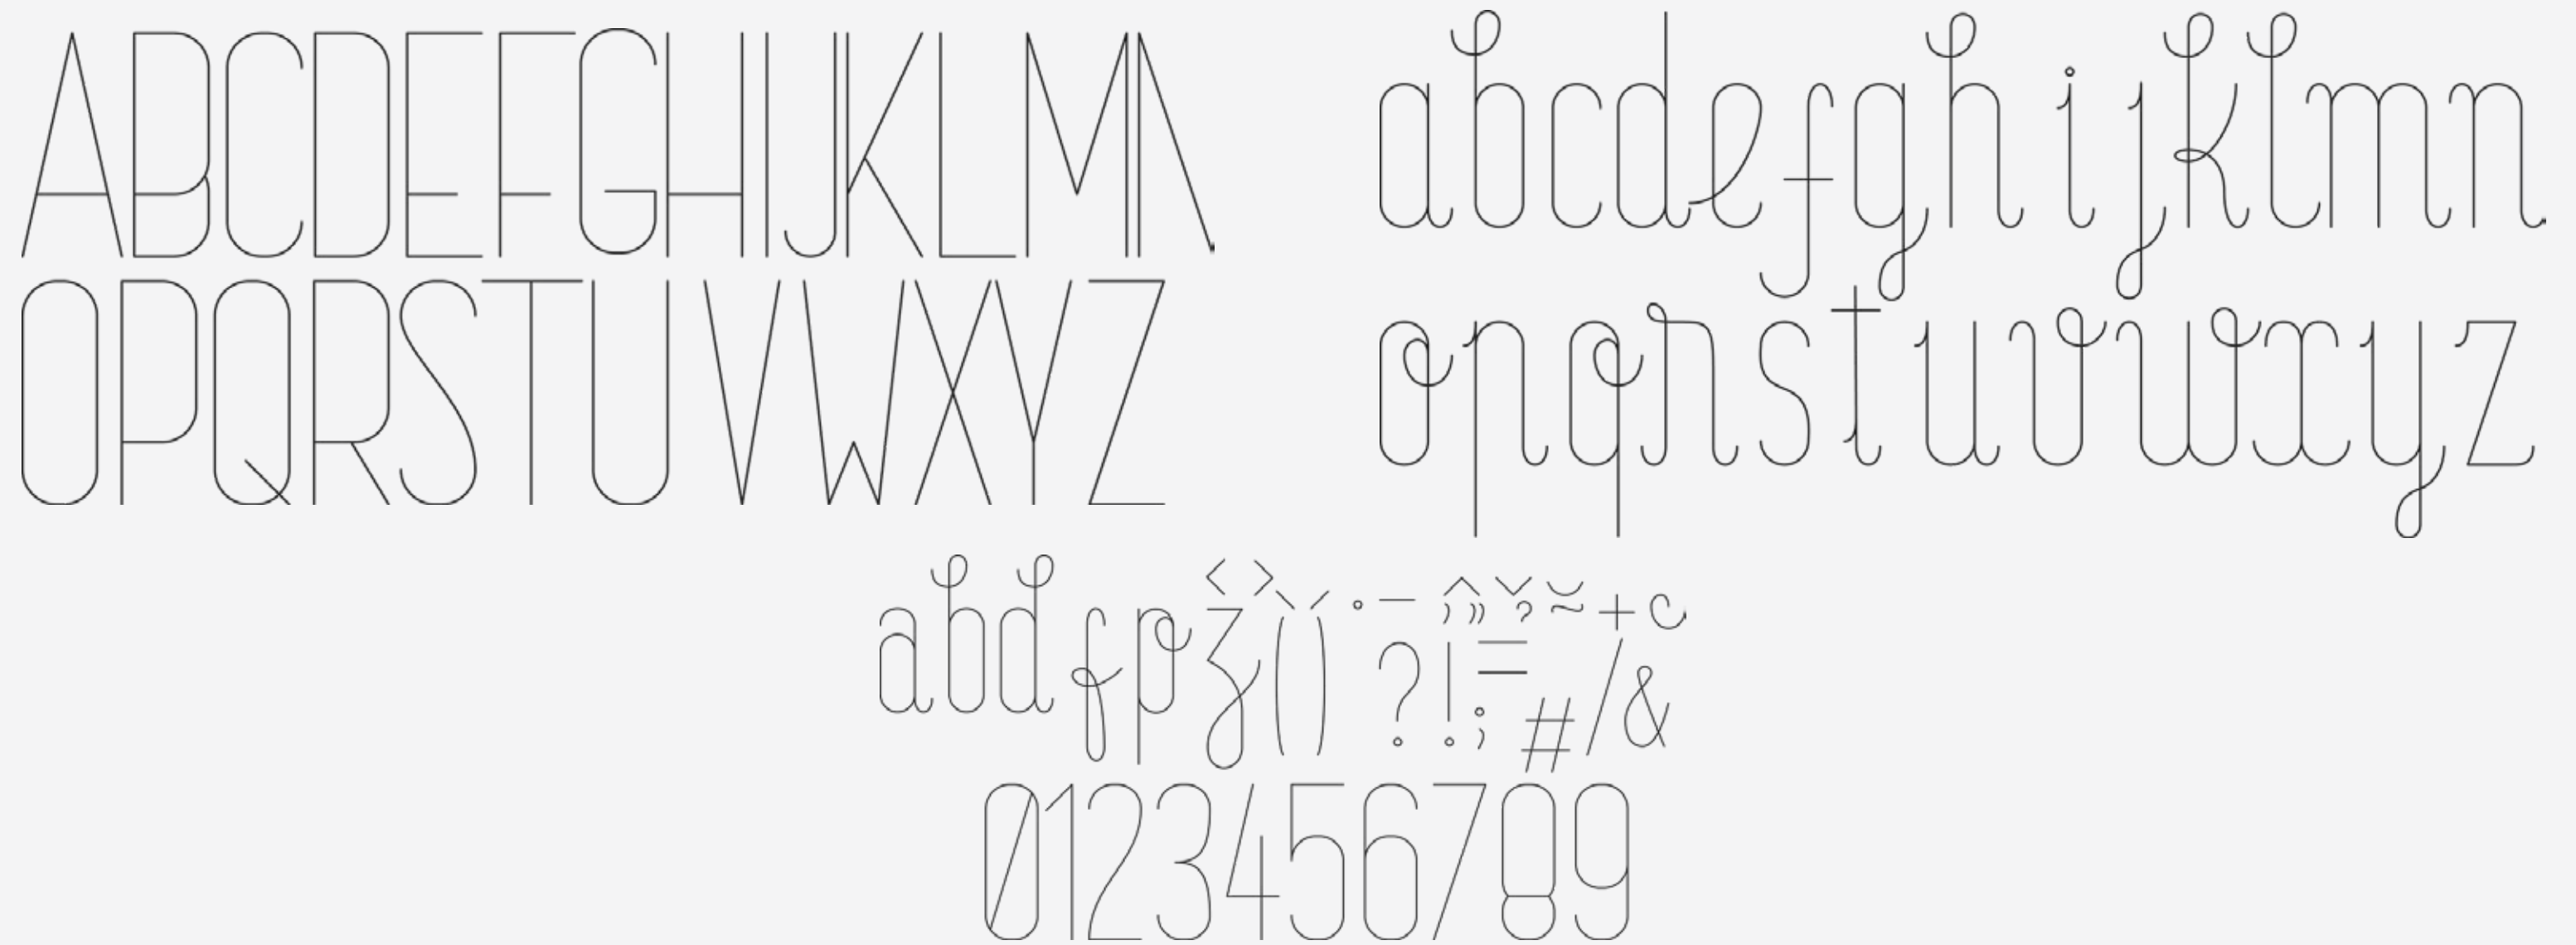 ABCDEFGHIJKLMN
OPQRSTUVWXYZ
abcdefghijklmn
opqrstuvwxyz
abdfpz()?!=:;#/&
0123456789